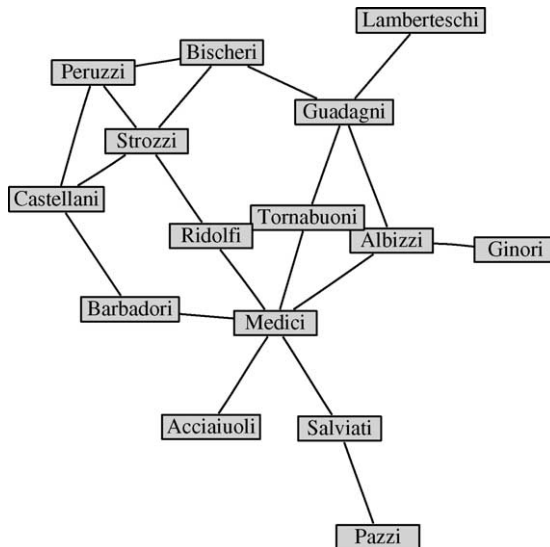 Lamberteschi
Bischeri
Peruzzi
Guadagni
Strozzi
Castellani
Tornabuoni
Ridolfi
Albizzi
Ginori
Barbadori
Medici
Acciaiuoli
Salviati
Pazzi